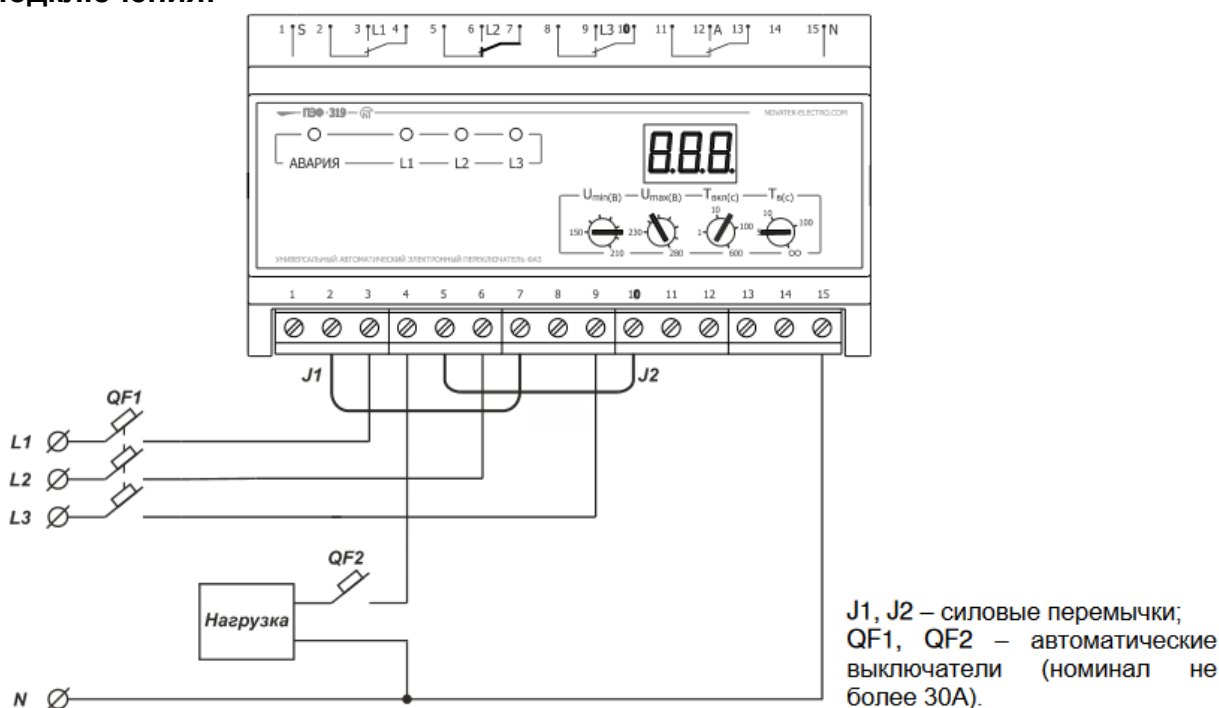 одключения:
1 S 2 3 L1 4 5 6 L2 7 8 9 L3 10 11 12 A 13 14 15 N
ПЭФ-319 NOVATEK-ELECTRO.COM
АВАРИЯ L1 L2 L3
8.8.8.
Umin(В) Umax(В) Tвкл(с) Tв(с)
10 10
150 230 1 100 100
210 280 600 ∞
УНИВЕРСАЛЬНЫЙ АВТОМАТИЧЕСКИЙ ЭЛЕКТРОННЫЙ ПЕРЕКЛЮЧАТЕЛЬ ФАЗ
1 2 3 4 5 6 7 8 9 10 11 12 13 14 15
J1 J2
QF1
L1
L2
L3
QF2
Нагрузка
N
J1, J2 – силовые перемычки;
QF1, QF2 – автоматические
выключатели (номинал не
более 30А).